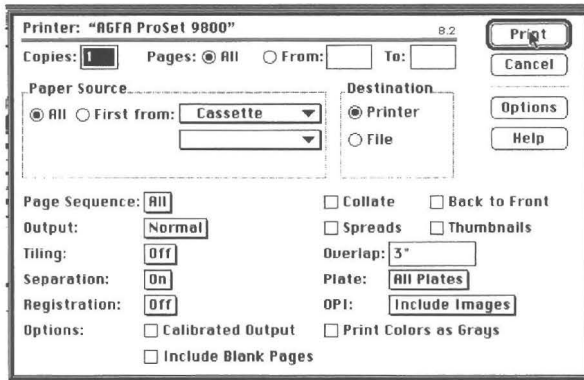 Printer: “AGFA ProSet 9800” 8.2 Print
Copies: 1 Pages: All From: To: Cancel
Paper Source Destination
All First from: Cassette Printer Options
File Help
Page Sequence: All Collate Back to Front
Output: Normal Spreads Thumbnails
Tiling: Off Overlap: 3"
Separation: On Plate: All Plates
Registration: Off OPI: Include Images
Options: Calibrated Output Print Colors as Grays
Include Blank Pages